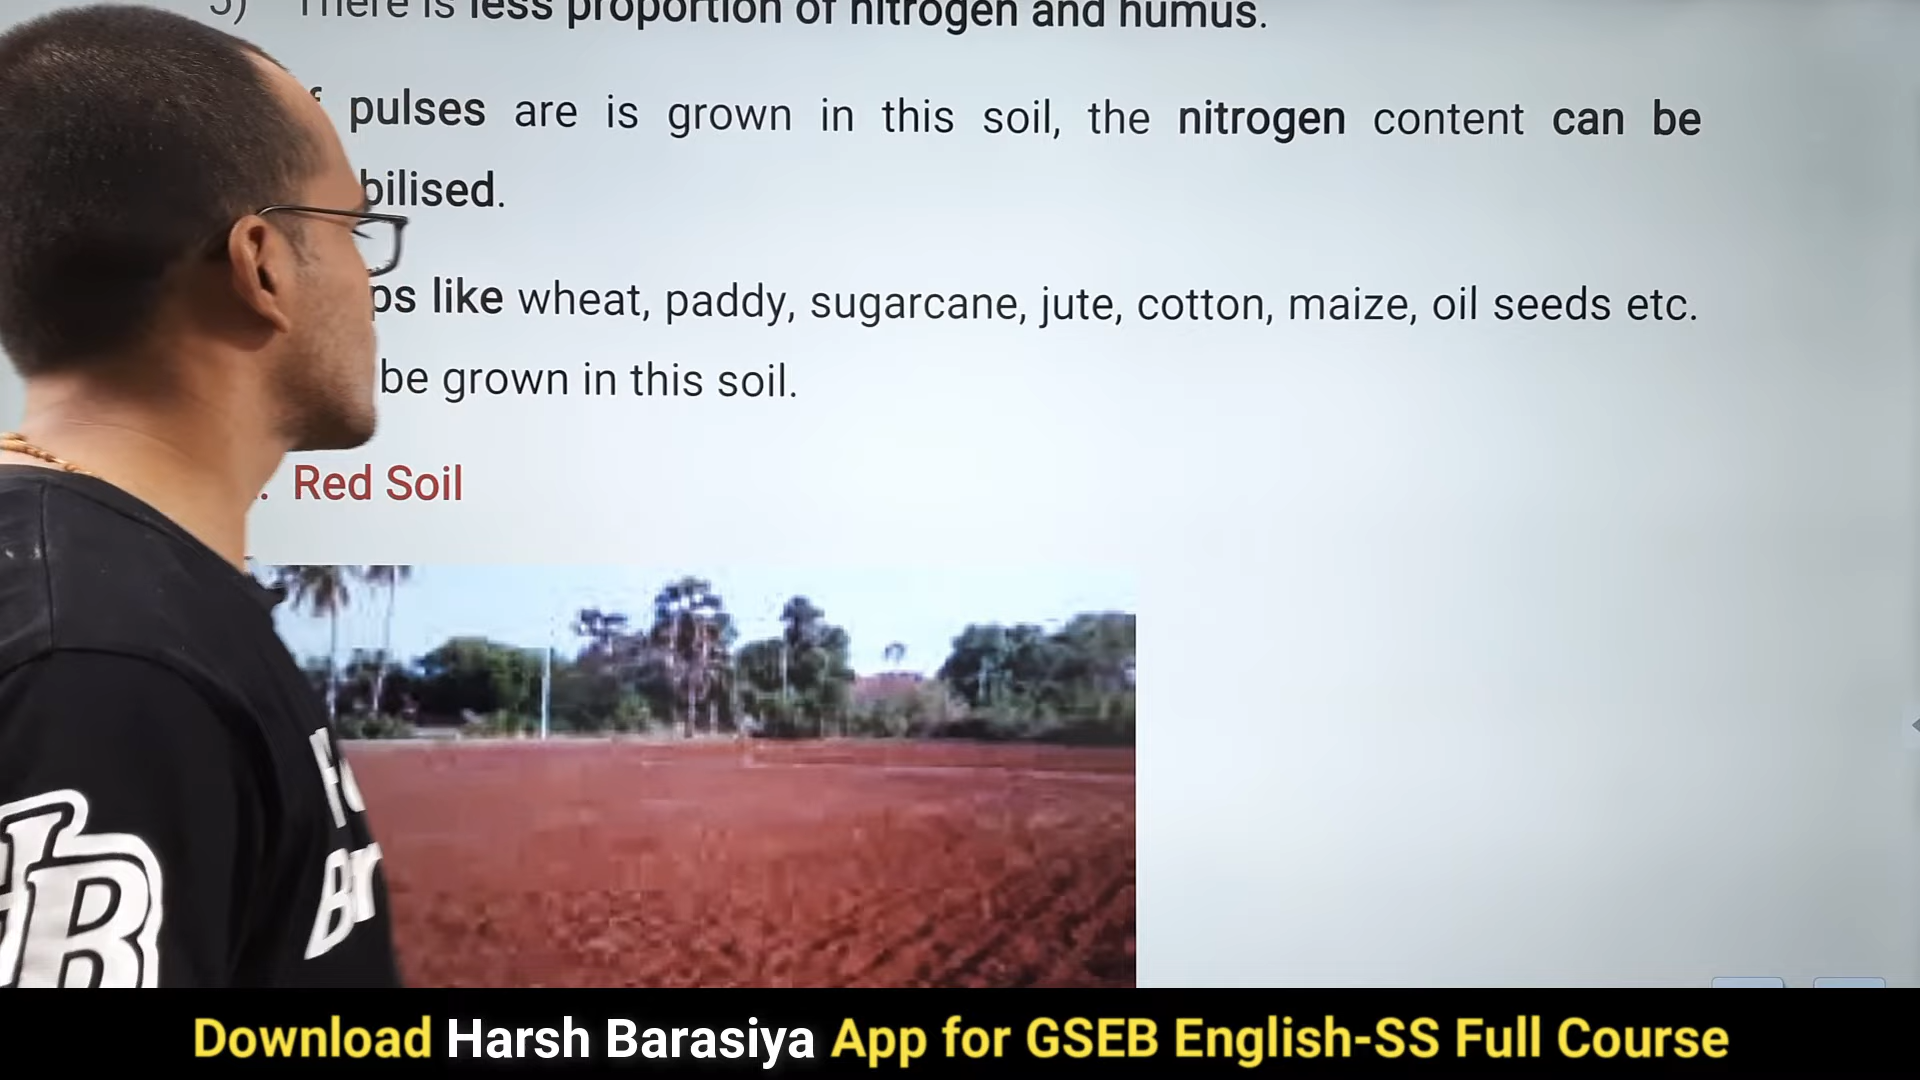 There is less proportion of nitrogen and humus.
pulses are is grown in this soil, the nitrogen content can be
bilised.
ps like wheat, paddy, sugarcane, jute, cotton, maize, oil seeds etc.
be grown in this soil.
Red Soil
B
Download Harsh Barasiya App for GSEB English-SS Full Course